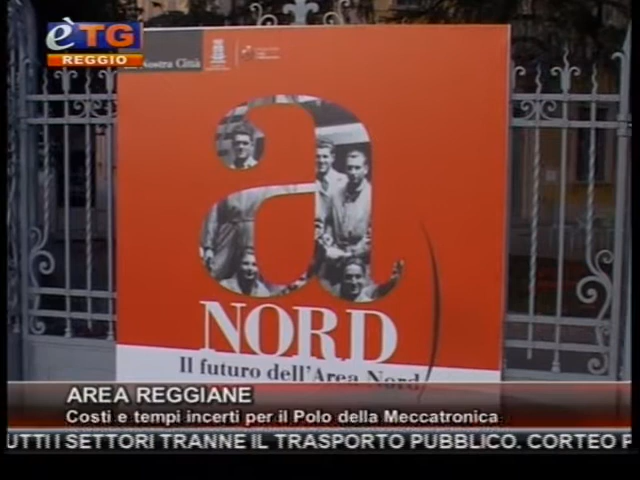 èTG
REGGIO
Nostra Città
a
NORD
Il futuro dell'Area Nord
AREA REGGIANE
Costi e tempi incerti per il Polo della Meccatronica
UTTI I SETTORI TRANNE IL TRASPORTO PUBBLICO. CORTEO P